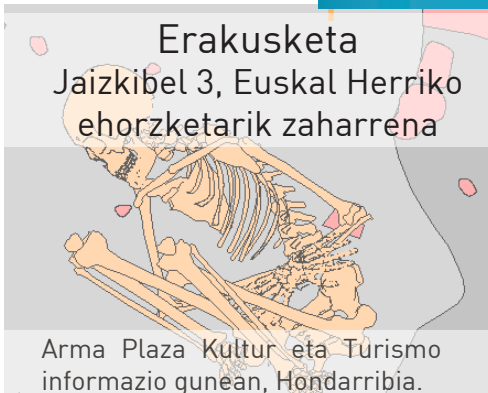 Erakusketa
Jaizkibel 3, Euskal Herriko
ehorzketarik zaharrena
Arma Plaza Kultur eta Turismo
informazio gunean, Hondarribia.